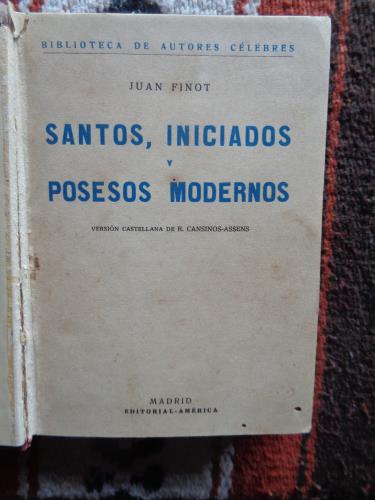 BIBLIOTECA DE AUTORES CÉLEBRES
JUAN FINOT
SANTOS, INICIADOS
Y
POSESOS MODERNOS
VERSIÓN CASTELLANA DE R. CANSINOS-ASSENS
MADRID
EDITORIAL-AMÉRICA